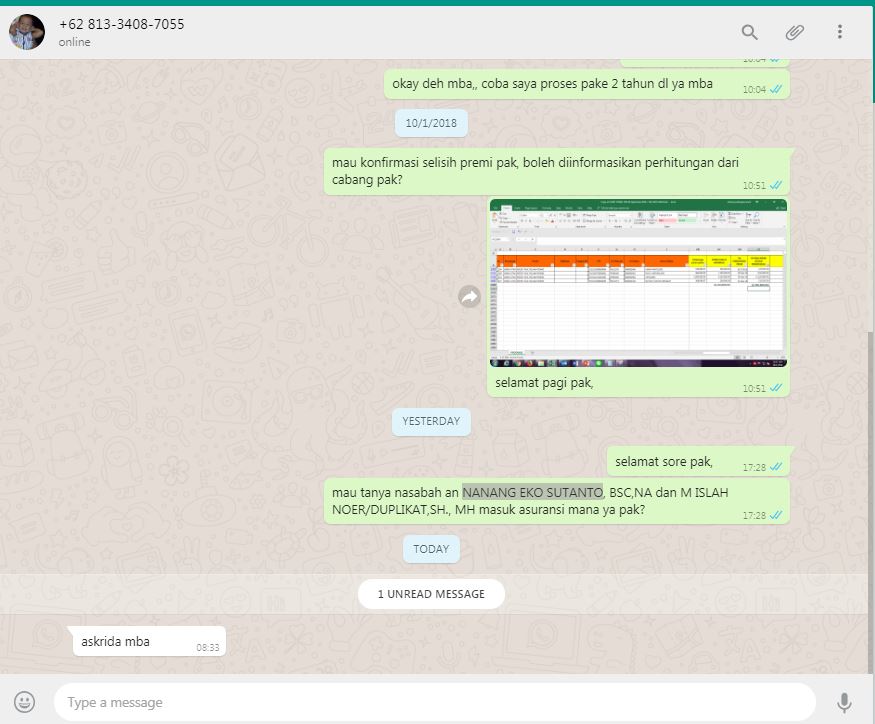 +62 813-3408-7055
online
10:04
okay deh mba,, coba saya proses pake 2 tahun dl ya mba
10:04
10/1/2018
mau konfirmasi selisih premi pak, boleh diinformasikan perhitungan dari
cabang pak?
10:51
selamat pagi pak,
10:51
YESTERDAY
selamat sore pak,
17:28
mau tanya nasabah an NANANG EKO SUTANTO, BSC,NA dan M ISLAH
NOER/DUPLIKAT,SH., MH masuk asuransi mana ya pak?
17:28
TODAY
1 UNREAD MESSAGE
askrida mba
08:33
Type a message